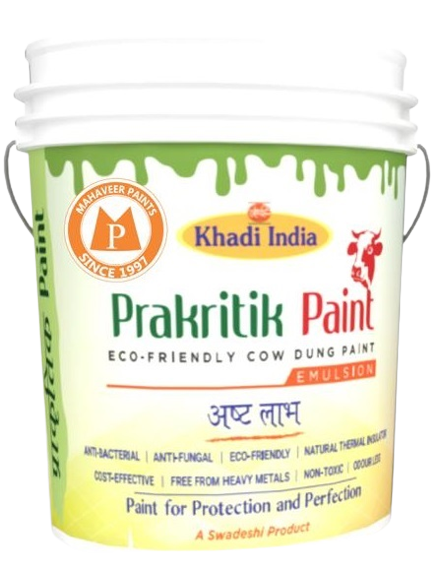 MAHAVEER PAINTS
P
SINCE 1997
Khadi India
Prakritik Paint
ECO-FRIENDLY COW DUNG PAINT
EMULSION
अष्ट लाभ
ANTI-BACTERIAL | ANTI-FUNGAL | ECO-FRIENDLY | NATURAL THERMAL INSULATOR
COST-EFFECTIVE | FREE FROM HEAVY METALS | NON-TOXIC | ODOUR LESS
Paint for Protection and Perfection
A Swadeshi Product
प्राकृतिक Paint